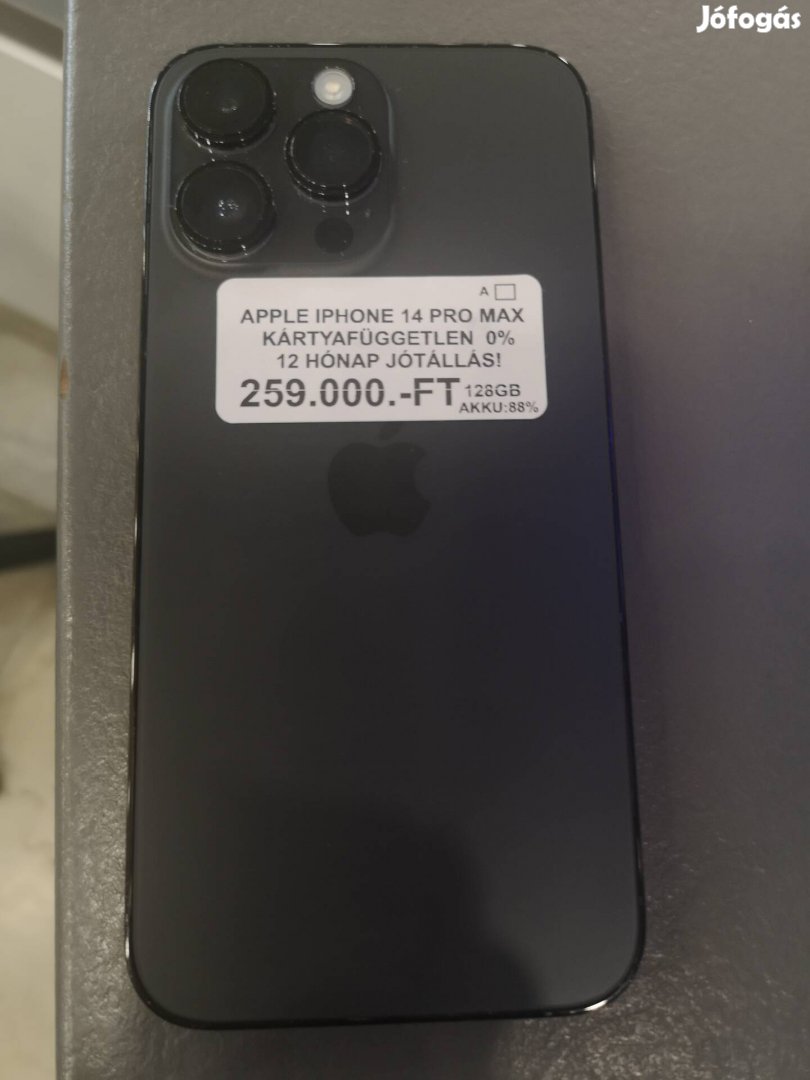 Jófogás
A
APPLE IPHONE 14 PRO MAX
KÁRTYAFÜGGETLEN 0%
12 HÓNAP JÓTÁLLÁS!
259.000.-FT 128GB
AKKU:88%